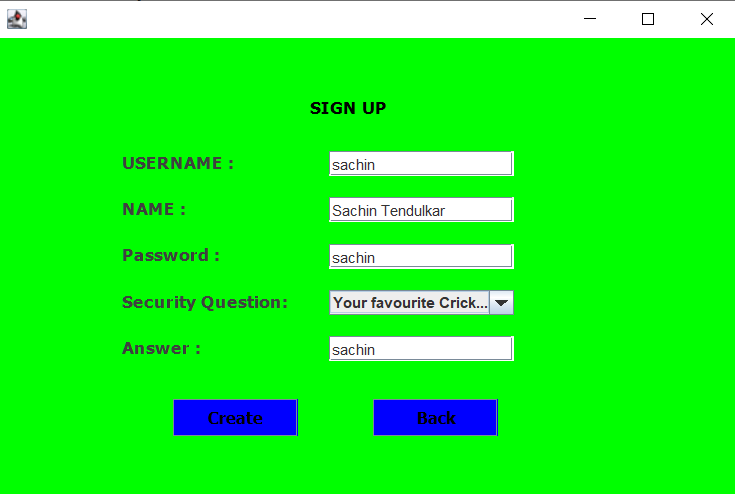 SIGN UP
USERNAME : sachin
NAME : Sachin Tendulkar
Password : sachin
Security Question: Your favourite Crick...
Answer : sachin
Create Back